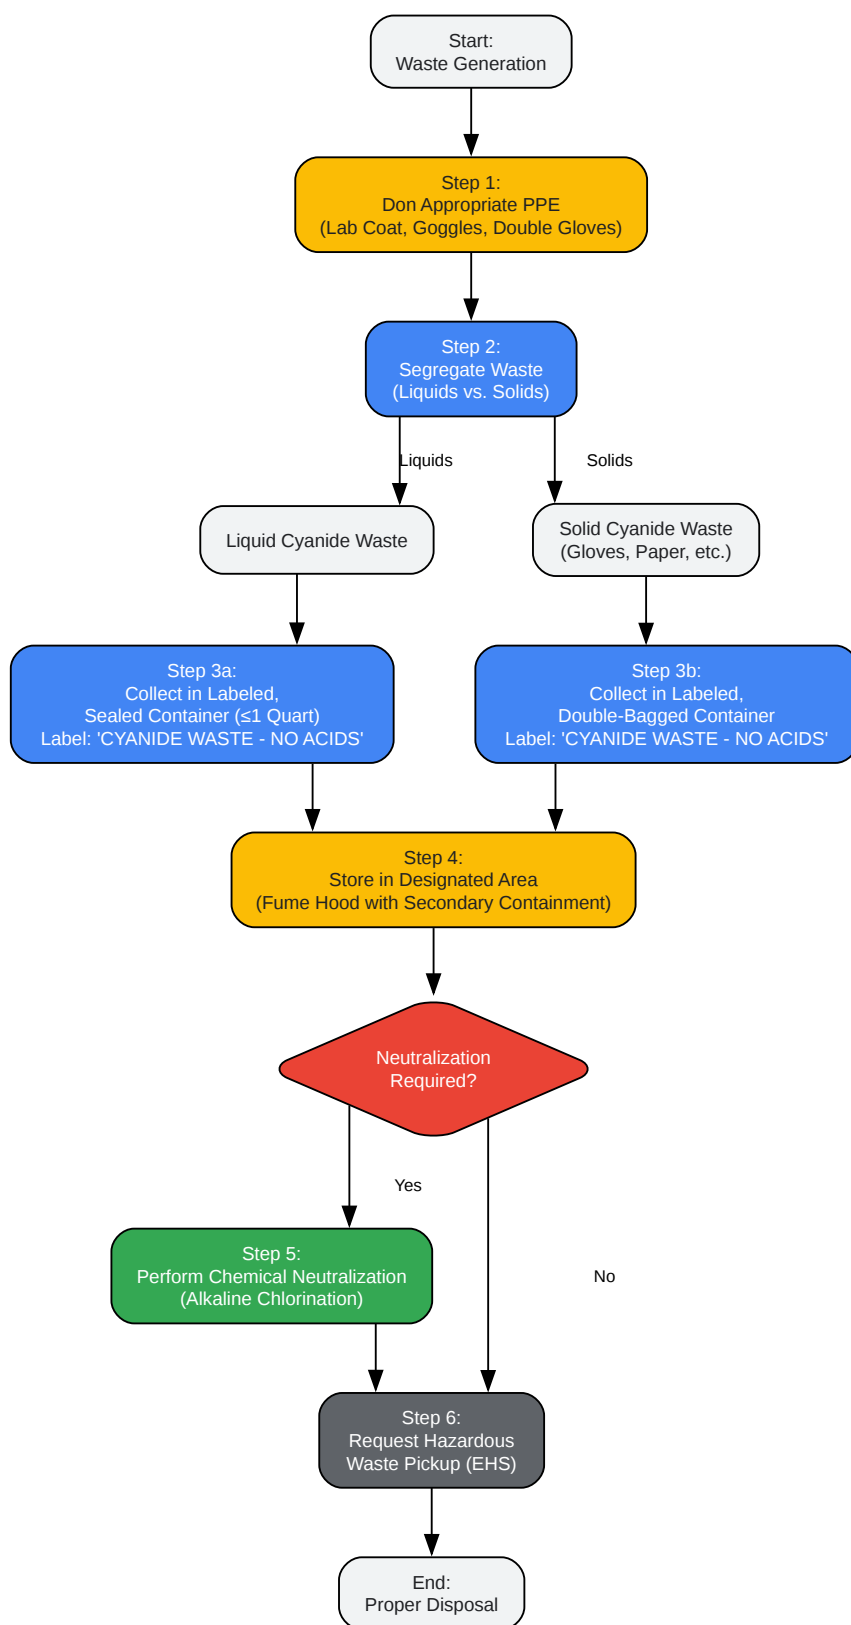 Start:
Waste Generation
Step 1:
Don Appropriate PPE
(Lab Coat, Goggles, Double Gloves)
Step 2:
Segregate Waste
(Liquids vs. Solids)
Liquids
Solids
Liquid Cyanide Waste
Solid Cyanide Waste
(Gloves, Paper, etc.)
Step 3a:
Collect in Labeled,
Sealed Container (≤1 Quart)
Label: 'CYANIDE WASTE - NO ACIDS'
Step 3b:
Collect in Labeled,
Double-Bagged Container
Label: 'CYANIDE WASTE - NO ACIDS'
Step 4:
Store in Designated Area
(Fume Hood with Secondary Containment)
Neutralization
Required?
Yes
Step 5:
Perform Chemical Neutralization
(Alkaline Chlorination)
No
Step 6:
Request Hazardous
Waste Pickup (EHS)
End:
Proper Disposal